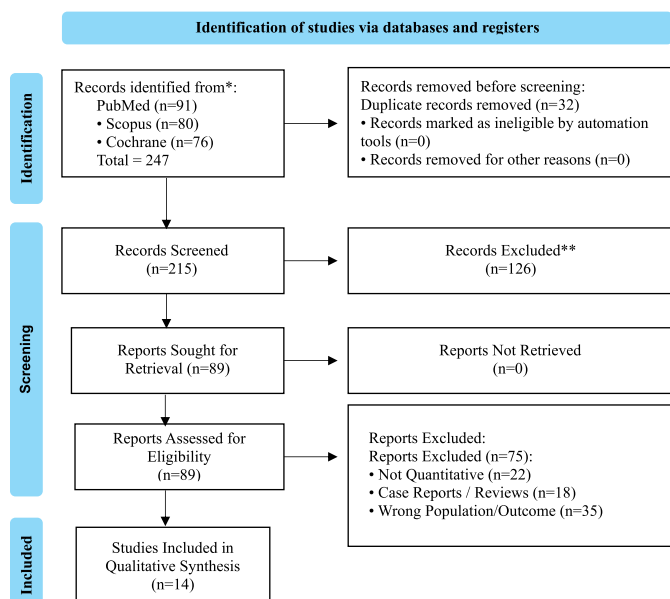 Identification of studies via databases and registers
Identification
Records identified from*:
PubMed (n=91)
• Scopus (n=80)
• Cochrane (n=76)
Total = 247
Records removed before screening:
Duplicate records removed (n=32)
• Records marked as ineligible by automation
tools (n=0)
• Records removed for other reasons (n=0)
Screening
Records Screened
(n=215)
Records Excluded**
(n=126)
Reports Sought for
Retrieval (n=89)
Reports Not Retrieved
(n=0)
Reports Assessed for
Eligibility
(n=89)
Reports Excluded:
Reports Excluded (n=75):
• Not Quantitative (n=22)
• Case Reports / Reviews (n=18)
• Wrong Population/Outcome (n=35)
Included
Studies Included in
Qualitative Synthesis
(n=14)